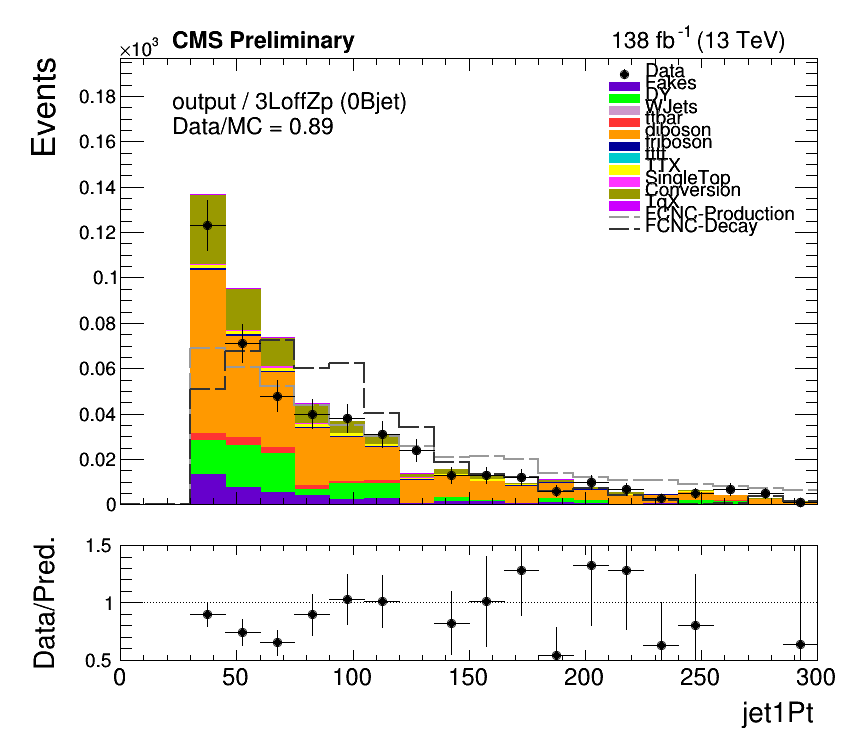 ×10³
CMS Preliminary
138 fb⁻¹ (13 TeV)
Events
output / 3LoffZp (0Bjet)
Data/MC = 0.89
Data
Fakes
DY
WJets
ttbar
diboson
triboson
tttt
TTX
SingleTop
Conversion
TqX
FCNC-Production
FCNC-Decay
0.18
0.16
0.14
0.12
0.1
0.08
0.06
0.04
0.02
0
Data/Pred.
1.5
1
0.5
0 50 100 150 200 250 300
jet1Pt